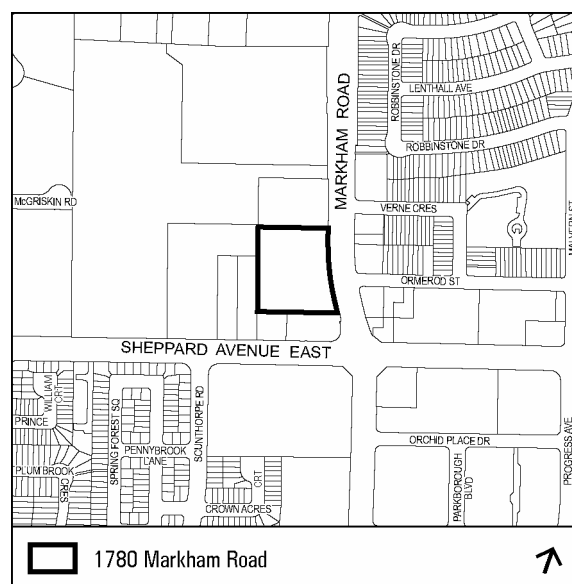 MARKHAM ROAD
ROBBINSTONE DR
LENTHALL AVE
ROBBINSTONE DR
McGRISKIN RD
VERNE CRES
MALVERN ST
ORMEROD ST
SHEPPARD AVENUE EAST
WILLIAM
CRT
PRINCE
SPRING FOREST SQ
SCUNTHORPE RD
PENNYBROOK
LANE
PLUM BROOK
CRES
CRT
CROWN ACRES
ORCHID PLACE DR
PARKBOROUGH
BLVD
PROGRESS AVE
1780 Markham Road